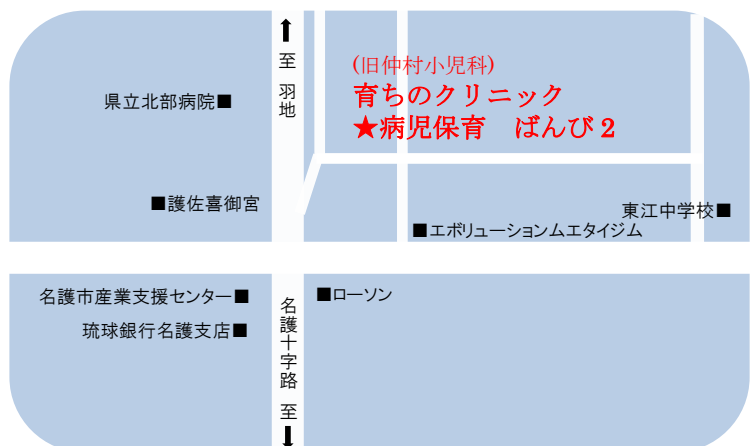 至 羽地
(旧仲村小児科)
育ちのクリニック
★病児保育 ばんび2
県立北部病院■
■護佐喜御宮
東江中学校■
■エボリューションムエタイジム
名護市産業支援センター■
■ローソン
琉球銀行名護支店■
名護十字路 至